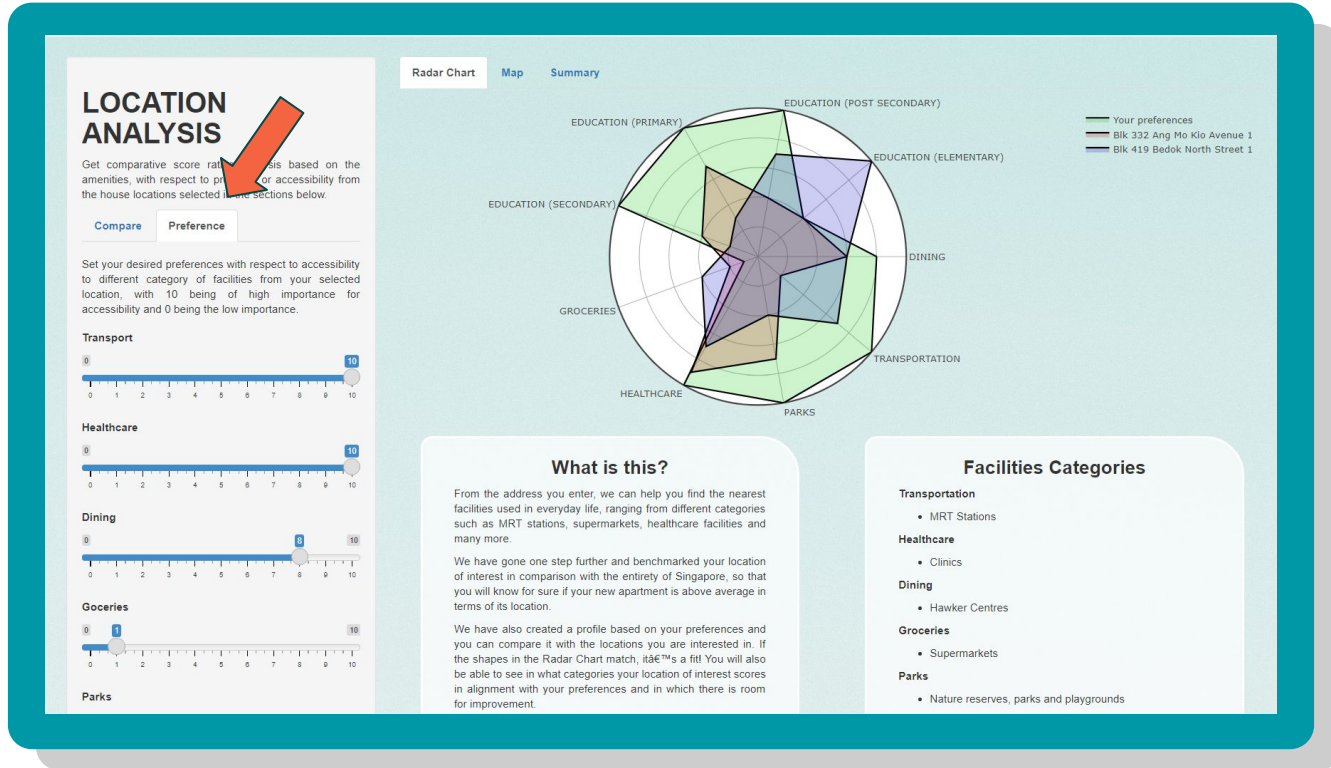 LOCATION
ANALYSIS
Get comparative score based on the
amenities, with respect to or accessibility from
the house locations selected sections below.
Compare Preference
Set your desired preferences with respect to accessibility
to different category of facilities from your selected
location, with 10 being of high importance for
accessibility and 0 being the low importance.
Transport
0 10
0 1 2 3 4 5 6 7 8 9 10
Healthcare
0 10
0 1 2 3 4 5 6 7 8 9 10
Dining
0 8 10
0 1 2 3 4 5 6 7 8 9 10
Goceries
0 1 10
0 1 2 3 4 5 6 7 8 9 10
Parks
Radar Chart Map Summary
EDUCATION (POST SECONDARY)
EDUCATION (PRIMARY)
EDUCATION (ELEMENTARY)
EDUCATION (SECONDARY)
DINING
GROCERIES
TRANSPORTATION
HEALTHCARE
PARKS
Your preferences
Blk 332 Ang Mo Kio Avenue 1
Blk 419 Bedok North Street 1
What is this?
From the address you enter, we can help you find the nearest
facilities used in everyday life, ranging from different categories
such as MRT stations, supermarkets, healthcare facilities and
many more.
We have gone one step further and benchmarked your location
of interest in comparison with the entirety of Singapore, so that
you will know for sure if your new apartment is above average in
terms of its location.
We have also created a profile based on your preferences and
you can compare it with the locations you are interested in. If
the shapes in the Radar Chart match, itâ€™s a fit! You will also
be able to see in what categories your location of interest scores
in alignment with your preferences and in which there is room
for improvement.
Facilities Categories
Transportation
• MRT Stations
Healthcare
• Clinics
Dining
• Hawker Centres
Groceries
• Supermarkets
Parks
• Nature reserves, parks and playgrounds